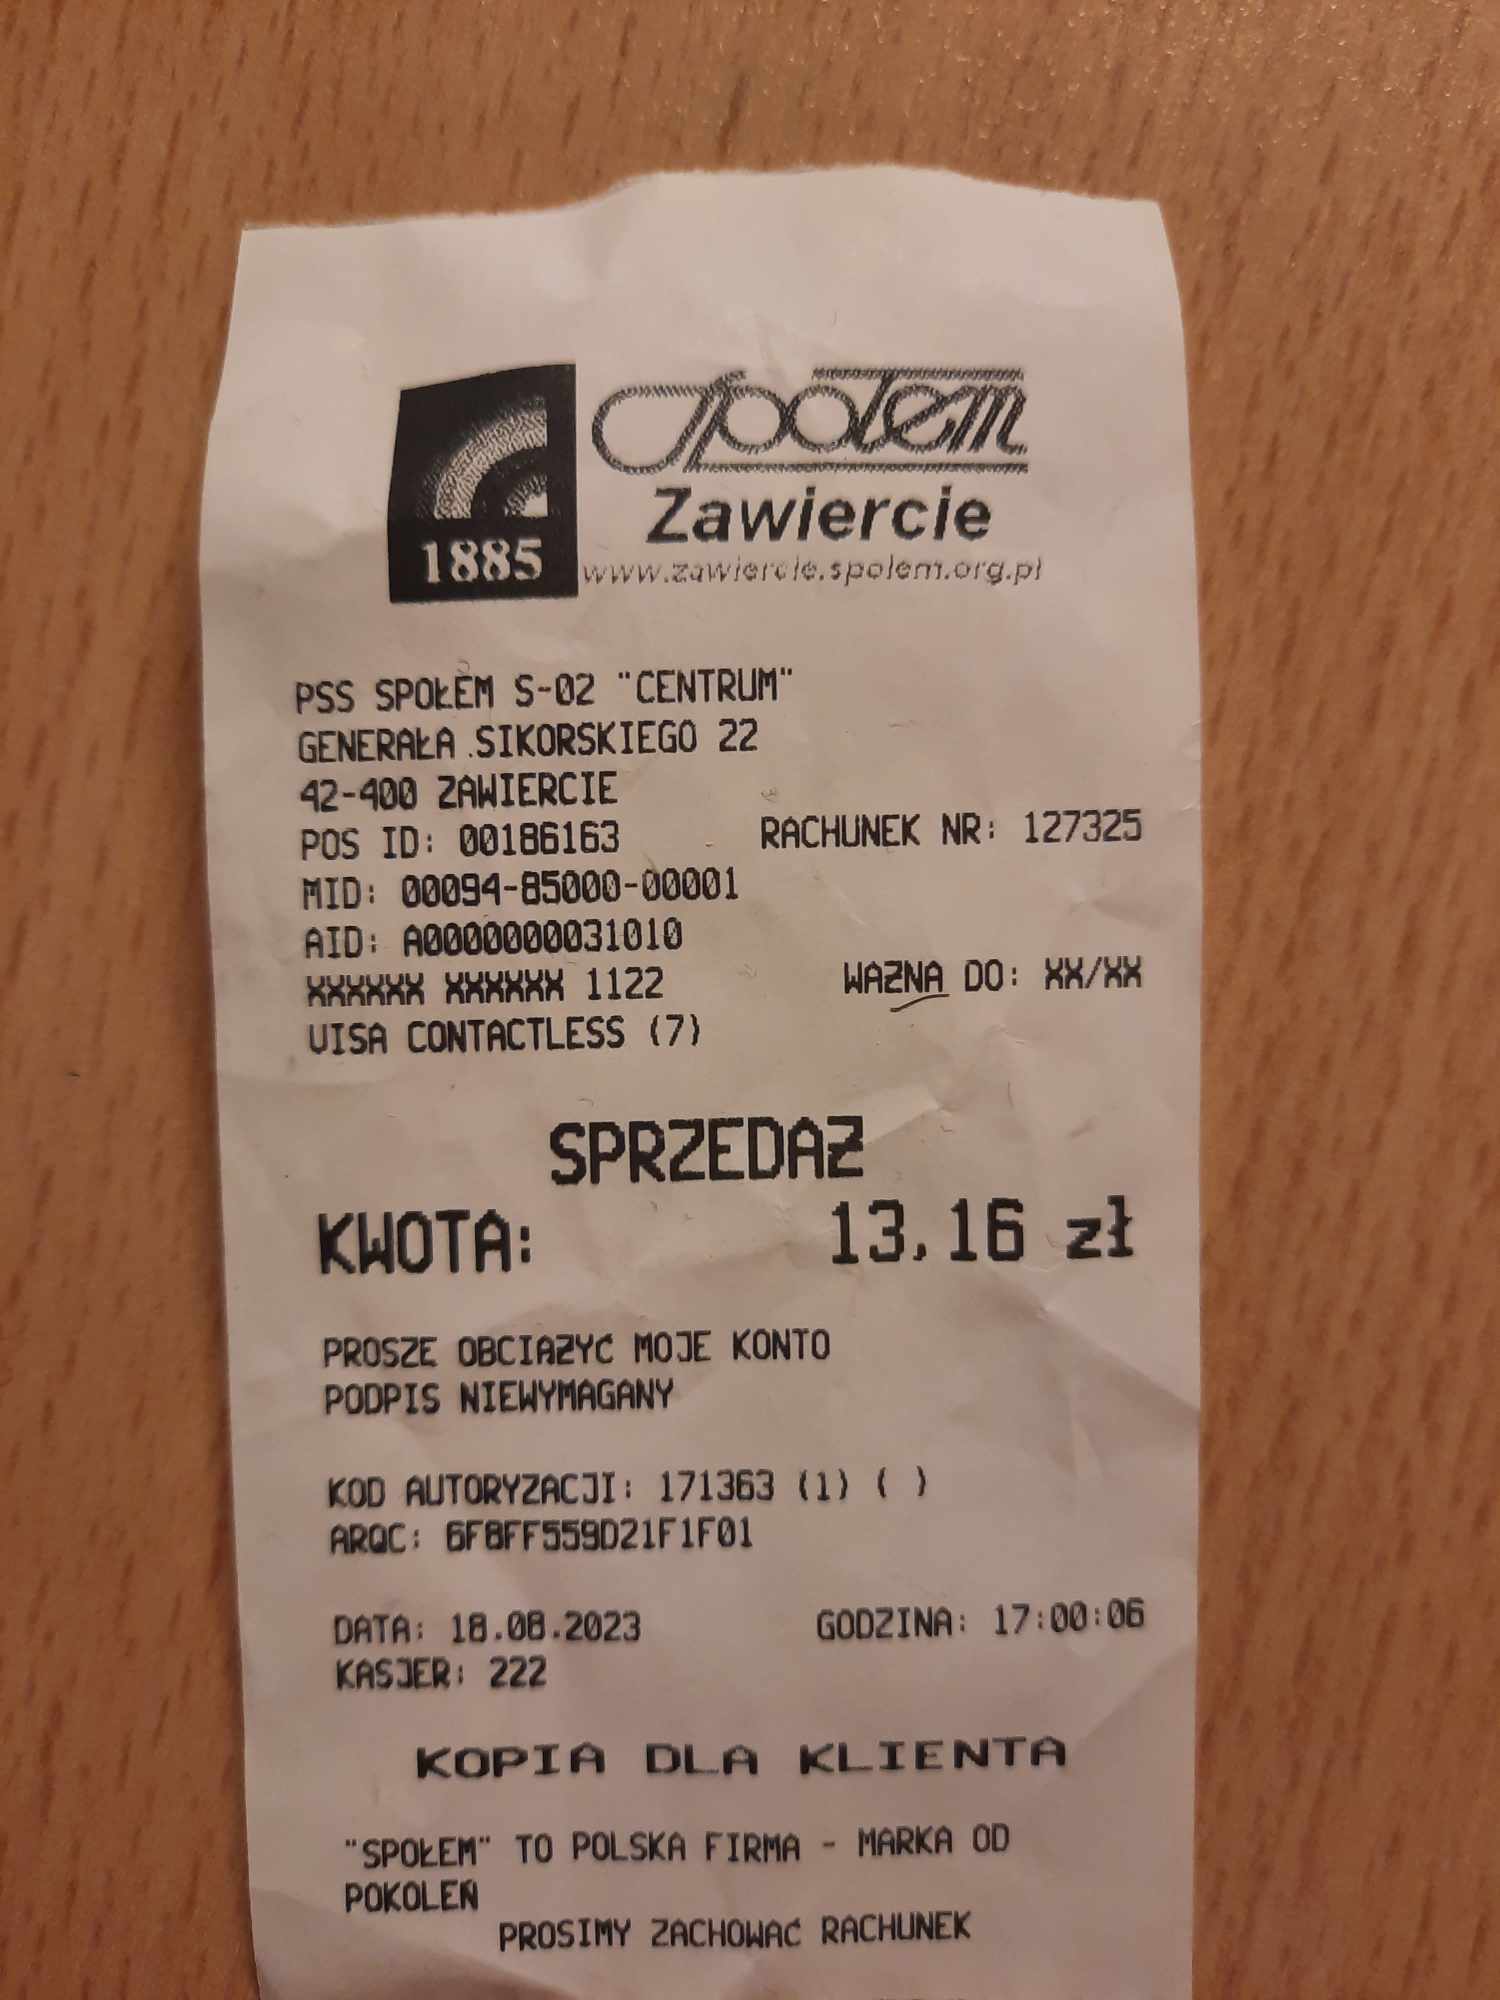 społem
Zawiercie
1885
www.zawiercie.spolem.org.pl
PSS SPOŁEM S-02 "CENTRUM"
GENERAŁA SIKORSKIEGO 22
42-400 ZAWIERCIE
POS ID: 00186163 RACHUNEK NR: 127325
MID: 00094-85000-00001
AID: A0000000031010
XXXXXX XXXXXX 1122 WAŻNA DO: XX/XX
VISA CONTACTLESS (7)
SPRZEDAŻ
KWOTA: 13,16 zł
PROSZE OBCIAŻYĆ MOJE KONTO
PODPIS NIEWYMAGANY
KOD AUTORYZACJI: 171363 (1) ( )
ARQC: 6F8FF559D21F1F01
DATA: 18.08.2023 GODZINA: 17:00:06
KASJER: 222
KOPIA DLA KLIENTA
"SPOŁEM" TO POLSKA FIRMA - MARKA OD
POKOLEŃ
PROSIMY ZACHOWAĆ RACHUNEK